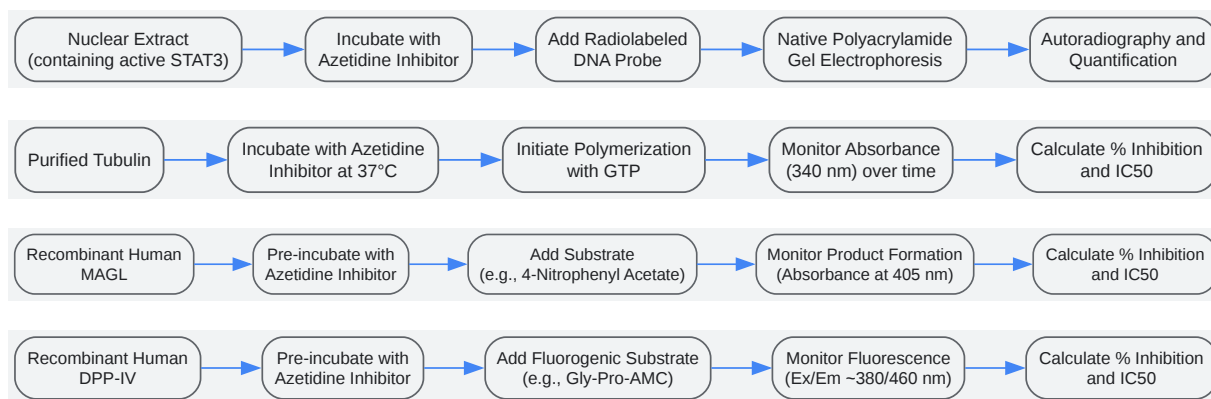 Nuclear Extract
(containing active STAT3)
Incubate with
Azetidine Inhibitor
Add Radiolabeled
DNA Probe
Native Polyacrylamide
Gel Electrophoresis
Autoradiography and
Quantification
Purified Tubulin
Incubate with Azetidine
Inhibitor at 37°C
Initiate Polymerization
with GTP
Monitor Absorbance
(340 nm) over time
Calculate % Inhibition
and IC50
Recombinant Human
MAGL
Pre-incubate with
Azetidine Inhibitor
Add Substrate
(e.g., 4-Nitrophenyl Acetate)
Monitor Product Formation
(Absorbance at 405 nm)
Calculate % Inhibition
and IC50
Recombinant Human
DPP-IV
Pre-incubate with
Azetidine Inhibitor
Add Fluorogenic Substrate
(e.g., Gly-Pro-AMC)
Monitor Fluorescence
(Ex/Em ~380/460 nm)
Calculate % Inhibition
and IC50